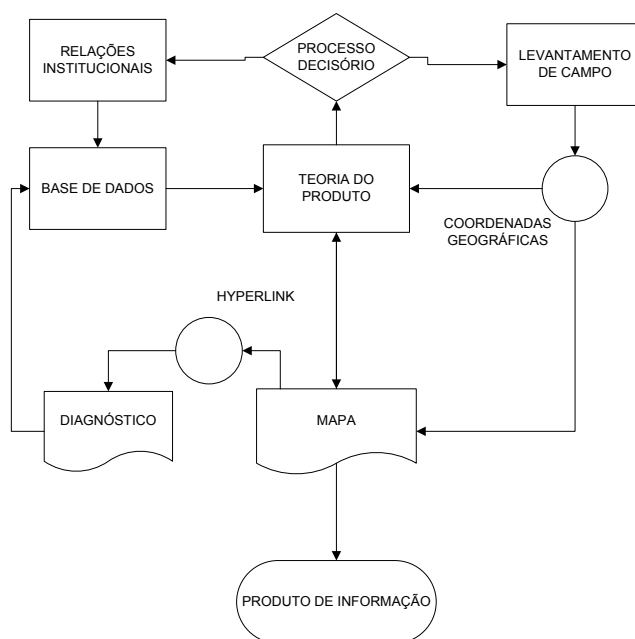 RELAÇÕES
INSTITUCIONAIS
PROCESSO
DECISÓRIO
LEVANTAMENTO
DE CAMPO
BASE DE DADOS
TEORIA DO
PRODUTO
COORDENADAS
GEOGRÁFICAS
HYPERLINK
DIAGNÓSTICO
MAPA
PRODUTO DE INFORMAÇÃO